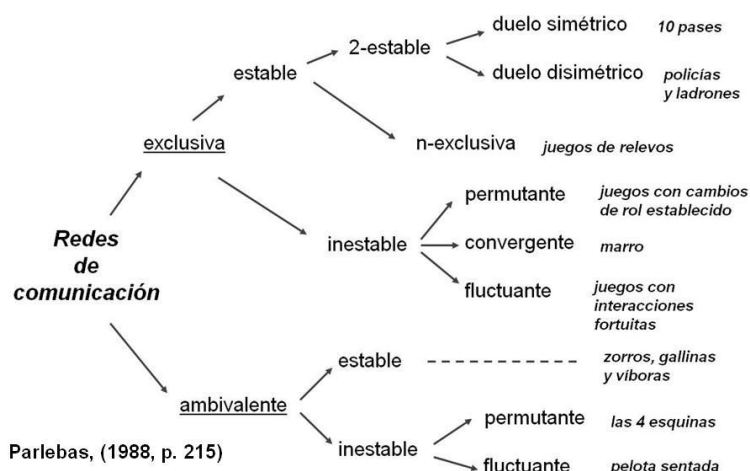 duelo simétrico 10 pases
2-estable
estable
duelo disimétrico policías
y ladrones
exclusiva
n-exclusiva juegos de relevos
permutante juegos con cambios
de rol establecido
Redes
de
comunicación
inestable
convergente marro
fluctuante juegos con
interacciones
fortuitas
estable zorros, gallinas
y víboras
ambivalente
permutante las 4 esquinas
Parlebas, (1988, p. 215)
inestable
fluctuante pelota sentada